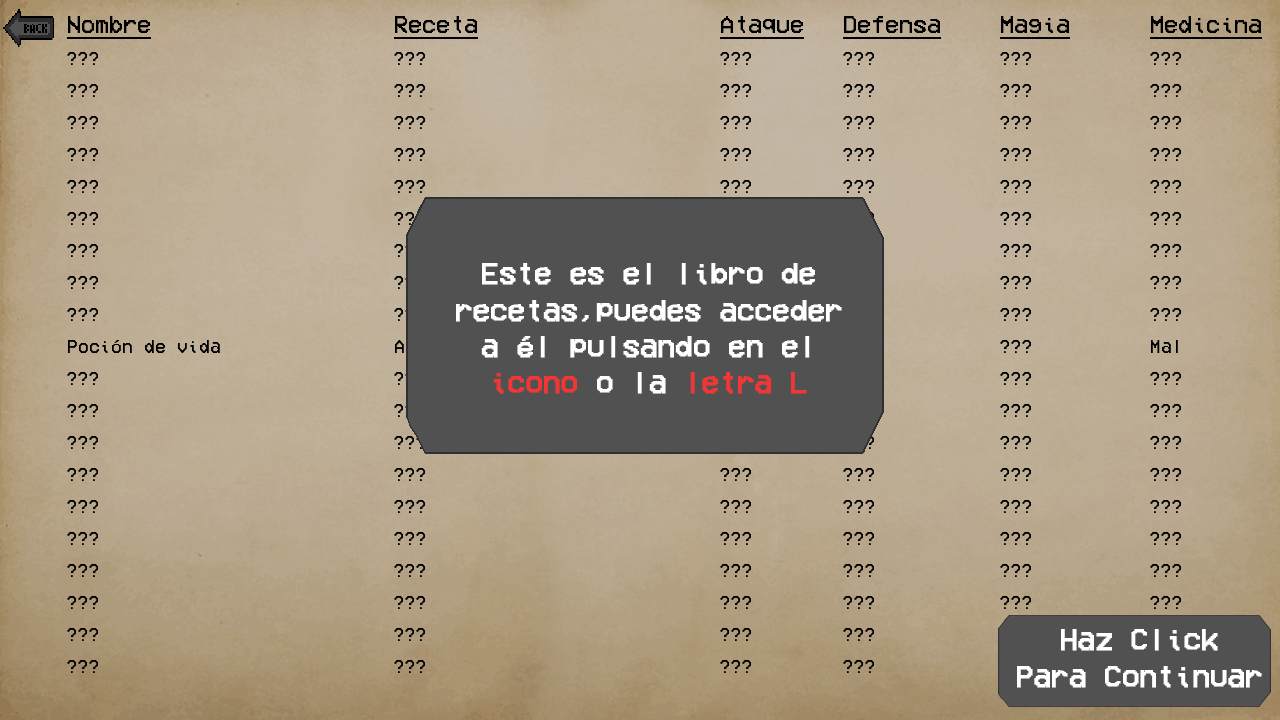 BACK Nombre Receta Ataque Defensa Magia Medicina
??? ??? ??? ??? ??? ???
??? ??? ??? ??? ??? ???
??? ??? ??? ??? ??? ???
??? ??? ??? ??? ??? ???
??? ??? ??? ??? ??? ???
??? ??? ???
??? ??? ???
??? ??? ???
??? ??? ???
Poción de vida A ??? Mal
??? ??? ???
??? ??? ???
??? ??? ??? ???
??? ??? ??? ??? ??? ???
??? ??? ??? ??? ??? ???
??? ??? ??? ??? ??? ???
??? ??? ??? ??? ??? ???
??? ??? ??? ??? ??? ???
??? ??? ??? ???
??? ??? ??? ???
Este es el libro de
recetas,puedes acceder
a él pulsando en el
icono o la letra L
Haz Click
Para Continuar